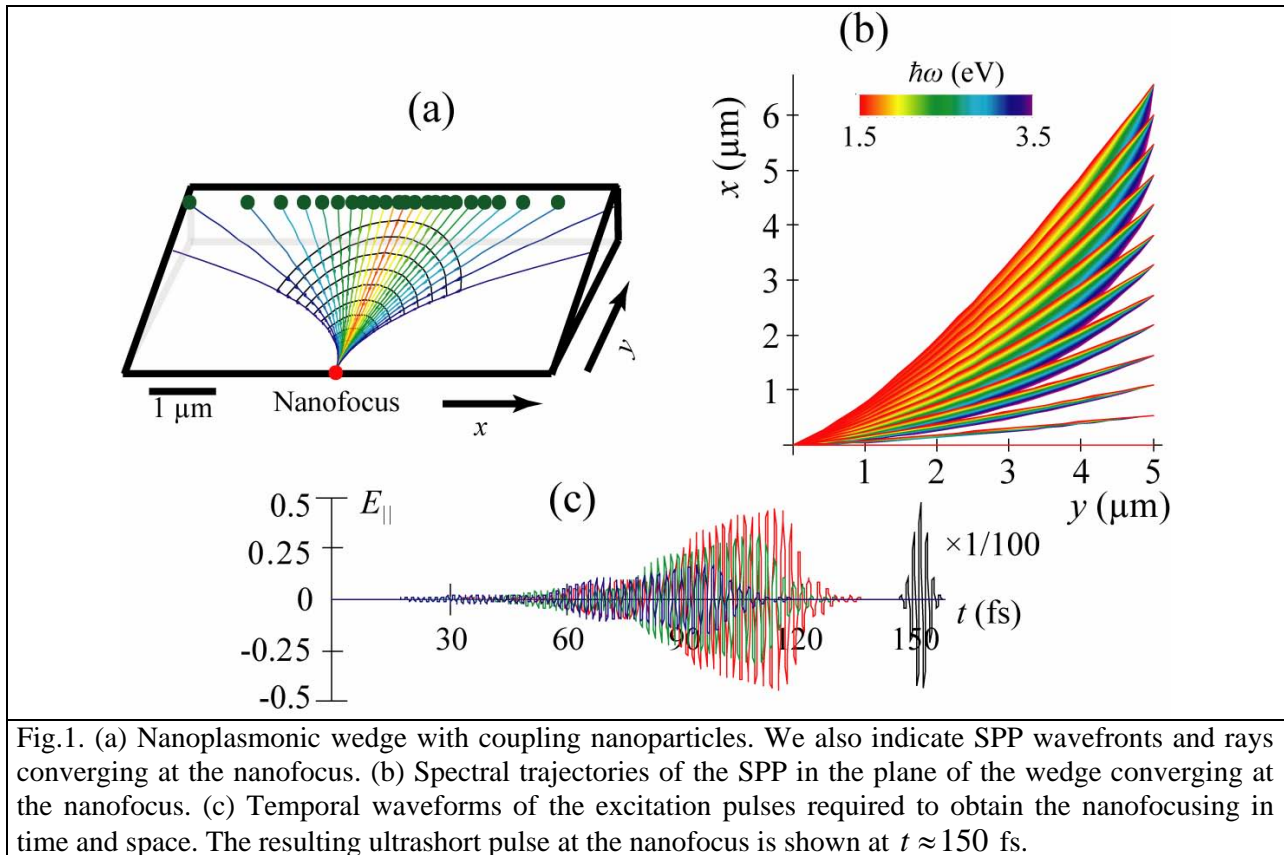 (a)
1 µm
Nanofocus
x
y
(b)
ħω (eV)
1.5 3.5
x (µm)
6
5
4
3
2
1
1 2 3 4 5
y (µm)
(c)
0.5
0.25
0
-0.25
-0.5
E||
×1/100
30 60 90 120 150
t (fs)
Fig.1. (a) Nanoplasmonic wedge with coupling nanoparticles. We also indicate SPP wavefronts and rays
converging at the nanofocus. (b) Spectral trajectories of the SPP in the plane of the wedge converging at
the nanofocus. (c) Temporal waveforms of the excitation pulses required to obtain the nanofocusing in
time and space. The resulting ultrashort pulse at the nanofocus is shown at t ≈ 150 fs.